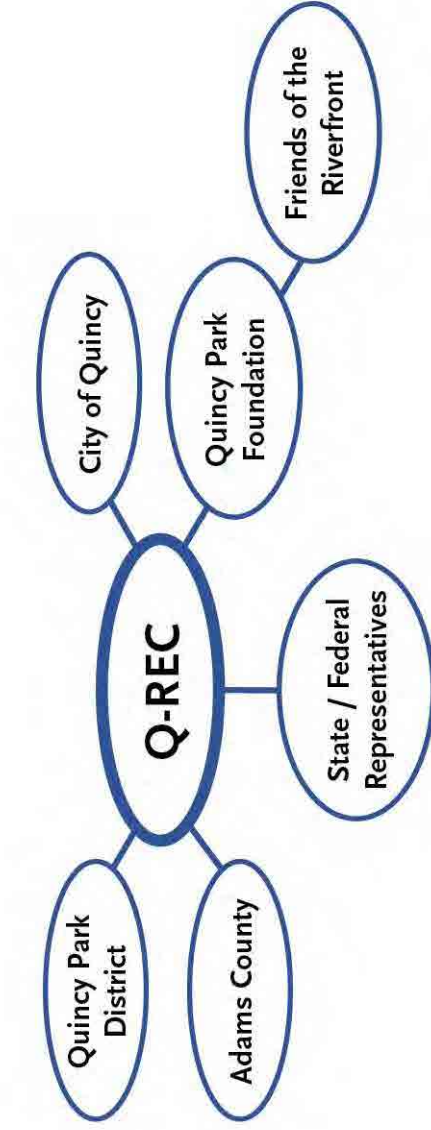 Quincy Park
District
City of Quincy
Q-REC
Adams County
Quincy Park
Foundation
State / Federal
Representatives
Friends of the
Riverfront